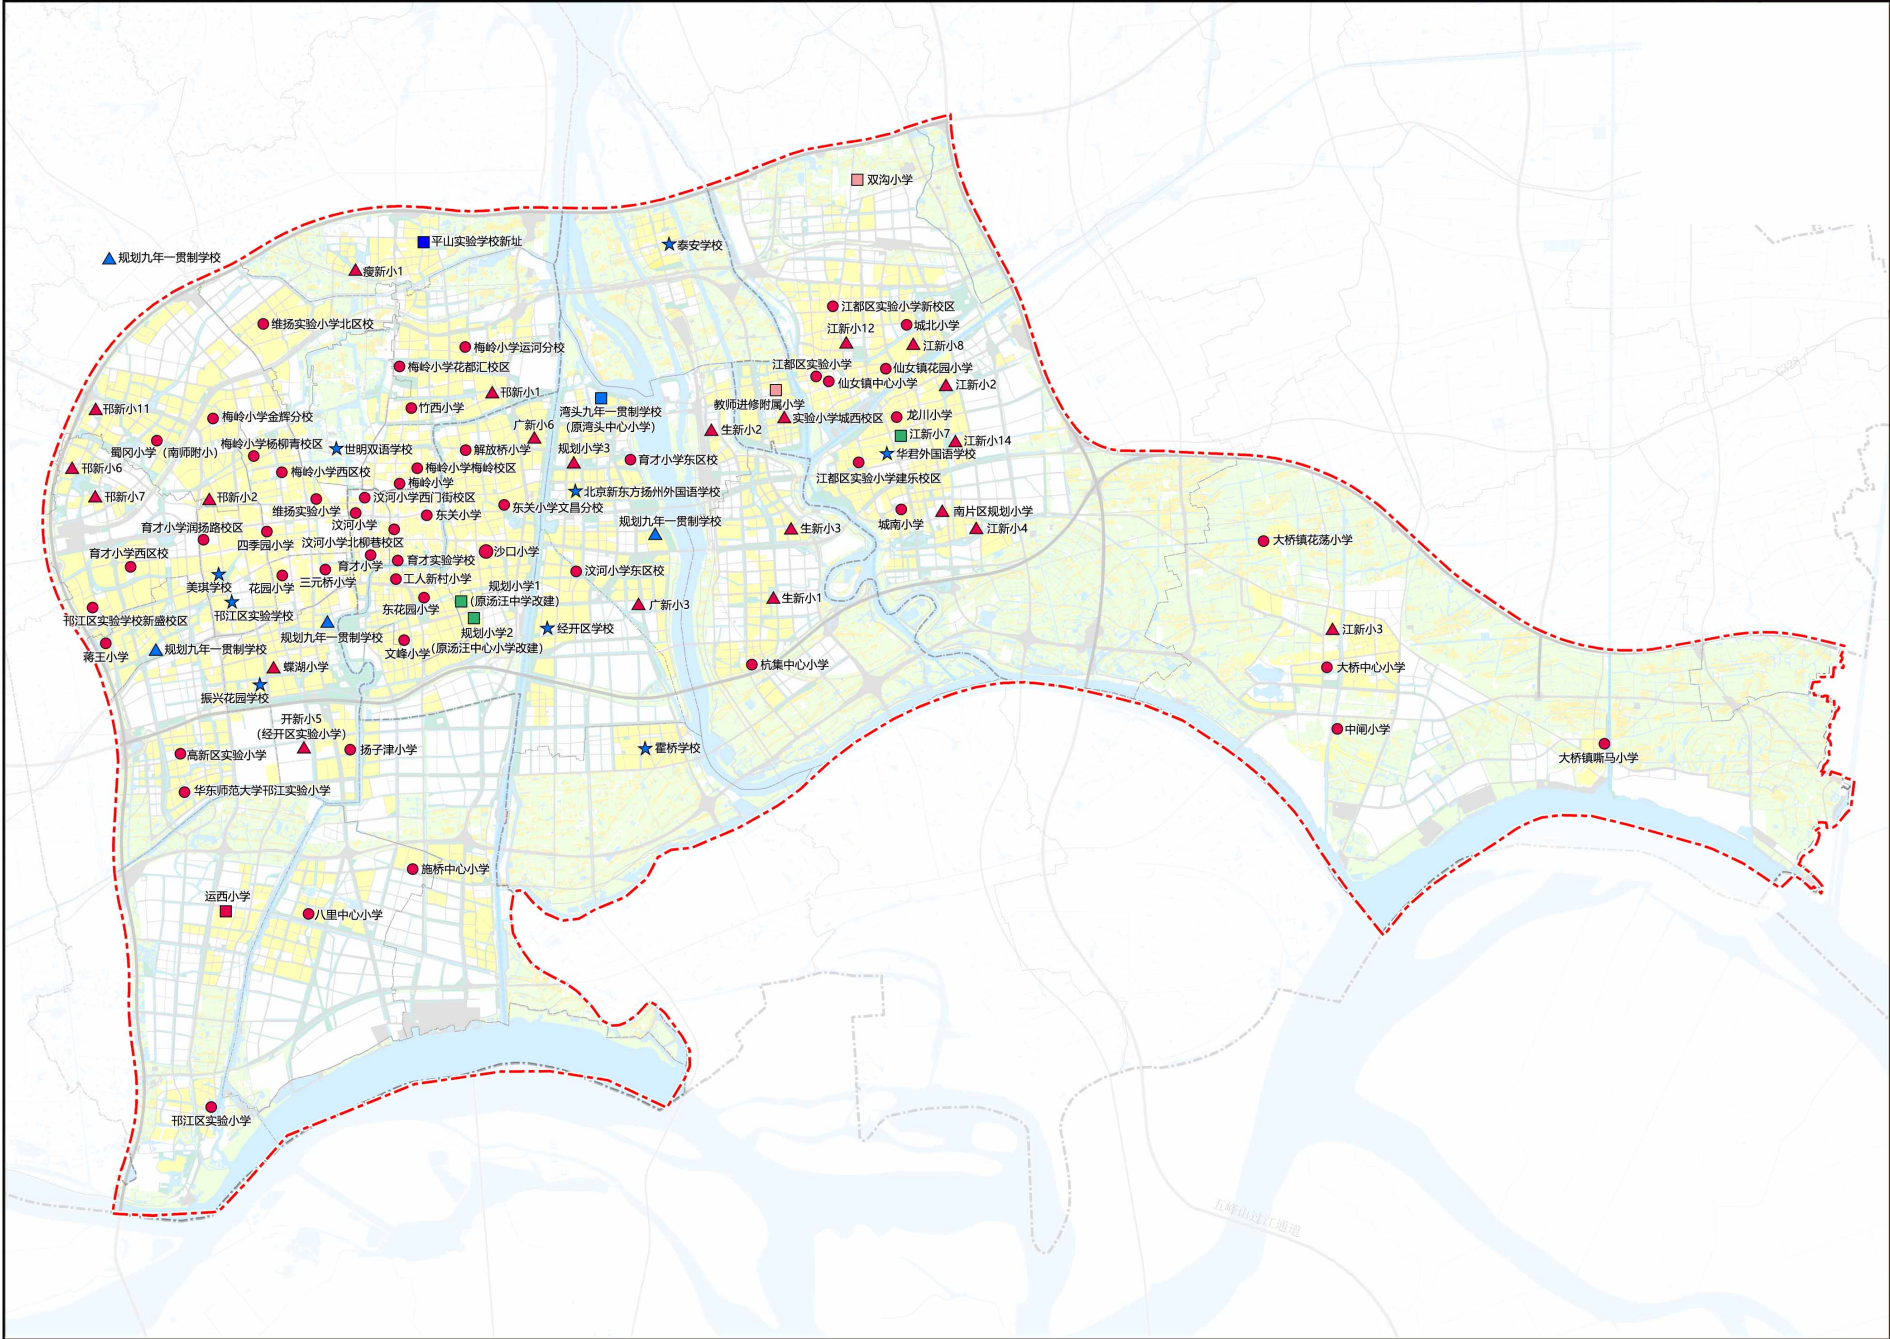 双沟小学
平山实验学校新址
泰安学校
规划九年一贯制学校
瘦新小1
江都区实验小学新校区
维扬实验小学北区校
江新小12
城北小学
江新小8
梅岭小学运河分校
梅岭小学花都汇校区
江都区实验小学
仙女镇花园小学
仙女镇中心小学
江新小2
邗新小1
教师进修附属小学
邗新小11
竹西小学
湾头九年一贯制学校
（原湾头中心小学）
梅岭小学金辉分校
实验小学城西校区
龙川小学
广新小6
生新小2
江新小7
江新小14
梅岭小学杨柳青校区
世明双语学校
解放桥小学
规划小学3
蜀冈小学（南师附小）
育才小学东区校
华君外国语学校
邗新小6
梅岭小学西区校
梅岭小学梅岭校区
江都区实验小学建乐校区
梅岭小学
北京新东方扬州外国语学校
邗新小7
邗新小2
汶河小学西门街校区
维扬实验小学
东关小学
东关小学文昌分校
南片区规划小学
育才小学润扬路校区
汶河小学
规划九年一贯制学校
城南小学
江新小4
生新小3
四季园小学
汶河小学北柳巷校区
大桥镇花荡小学
育才小学西区校
沙口小学
育才实验学校
育才小学
汶河小学东区校
美琪学校
花园小学
三元桥小学
工人新村小学
规划小学1
（原汤汪中学改建）
东花园小学
广新小3
生新小1
邗江区实验学校新盛校区
邗江区实验学校
规划九年一贯制学校
规划小学2
（原汤汪中心小学改建）
经开区学校
江新小3
蒋王小学
规划九年一贯制学校
文峰小学
蝶湖小学
杭集中心小学
大桥中心小学
振兴花园学校
开新小5
（经开区实验小学）
扬子津小学
霍桥学校
中闸小学
高新区实验小学
大桥镇嘶马小学
华东师范大学邗江实验小学
施桥中心小学
运西小学
八里中心小学
邗江区实验小学
五峰山过江通道